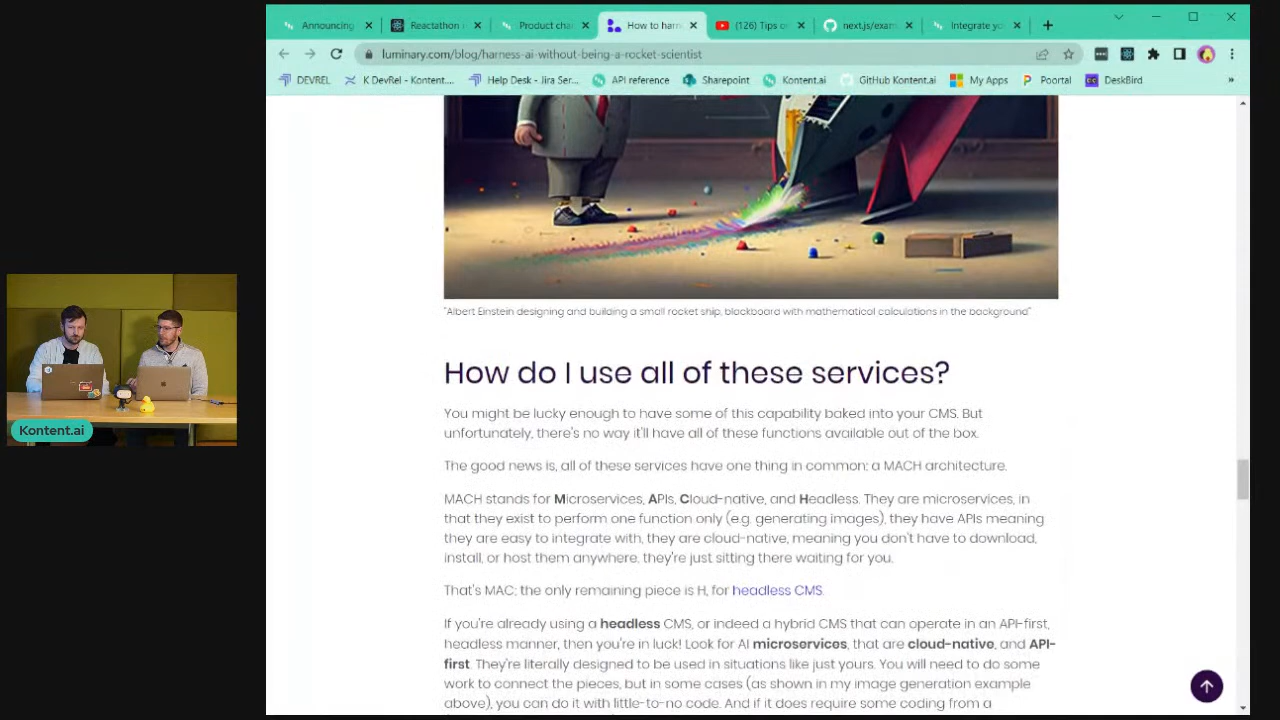 Announcing
Reactathon
Product cha
How to harn
(126) Tips o
next.js/exam
Integrate yo
luminary.com/blog/harness-ai-without-being-a-rocket-scientist
DEVREL
K DevRel - Kontent....
Help Desk - Jira Ser...
API reference
Sharepoint
Kontent.ai
GitHub Kontent.ai
My Apps
Poortal
DeskBird
"Albert Einstein designing and building a small rocket ship, blackboard with mathematical calculations in the background"
How do I use all of these services?
You might be lucky enough to have some of this capability baked into your CMS. But
unfortunately, there's no way it'll have all of these functions available out of the box.
The good news is, all of these services have one thing in common: a MACH architecture.
MACH stands for Microservices, APIs, Cloud-native, and Headless. They are microservices, in
that they exist to perform one function only (e.g. generating images), they have APIs meaning
they are easy to integrate with, they are cloud-native, meaning you don't have to download,
install, or host them anywhere, they're just sitting there waiting for you.
That's MAC; the only remaining piece is H, for headless CMS.
If you're already using a headless CMS, or indeed a hybrid CMS that can operate in an API-first,
headless manner, then you're in luck! Look for AI microservices, that are cloud-native, and API-
first. They're literally designed to be used in situations like just yours. You will need to do some
work to connect the pieces, but in some cases (as shown in my image generation example
above), you can do it with little-to-no code. And if it does require some coding from a
Kontent.ai